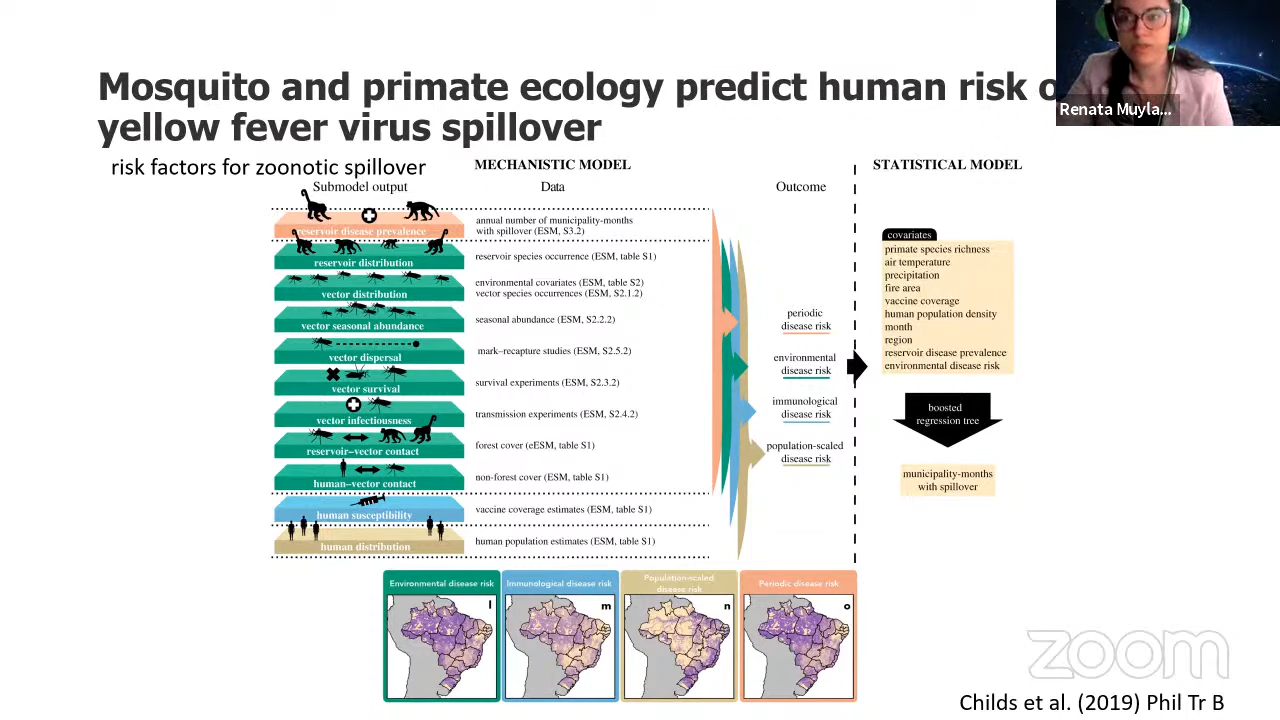 Mosquito and primate ecology predict human risk o
yellow fever virus spillover
Renata Muyla...
risk factors for zoonotic spillover
MECHANISTIC MODEL
STATISTICAL MODEL
Submodel output
Data
Outcome
reservoir disease prevalence
annual number of municipality-months
with spillover (ESM, S3.2)
reservoir distribution
reservoir species occurrence (ESM, table S1)
vector distribution
environmental covariates (ESM, table S2)
vector species occurrences (ESM, S2.1.2)
vector seasonal abundance
seasonal abundance (ESM, S2.2.2)
vector dispersal
mark–recapture studies (ESM, S2.5.2)
vector survival
survival experiments (ESM, S2.3.2)
vector infectiousness
transmission experiments (ESM, S2.4.2)
reservoir–vector contact
forest cover (eESM, table S1)
human–vector contact
non-forest cover (ESM, table S1)
human susceptibility
vaccine coverage estimates (ESM, table S1)
human distribution
human population estimates (ESM, table S1)
periodic
disease risk
environmental
disease risk
immunological
disease risk
population-scaled
disease risk
covariates
primate species richness
air temperature
precipitation
fire area
vaccine coverage
human population density
month
region
reservoir disease prevalence
environmental disease risk
boosted
regression tree
municipality-months
with spillover
Environmental disease risk
Immunological disease risk
Population-scaled
disease risk
Periodic disease risk
l
m
n
o
zoom
Childs et al. (2019) Phil Tr B